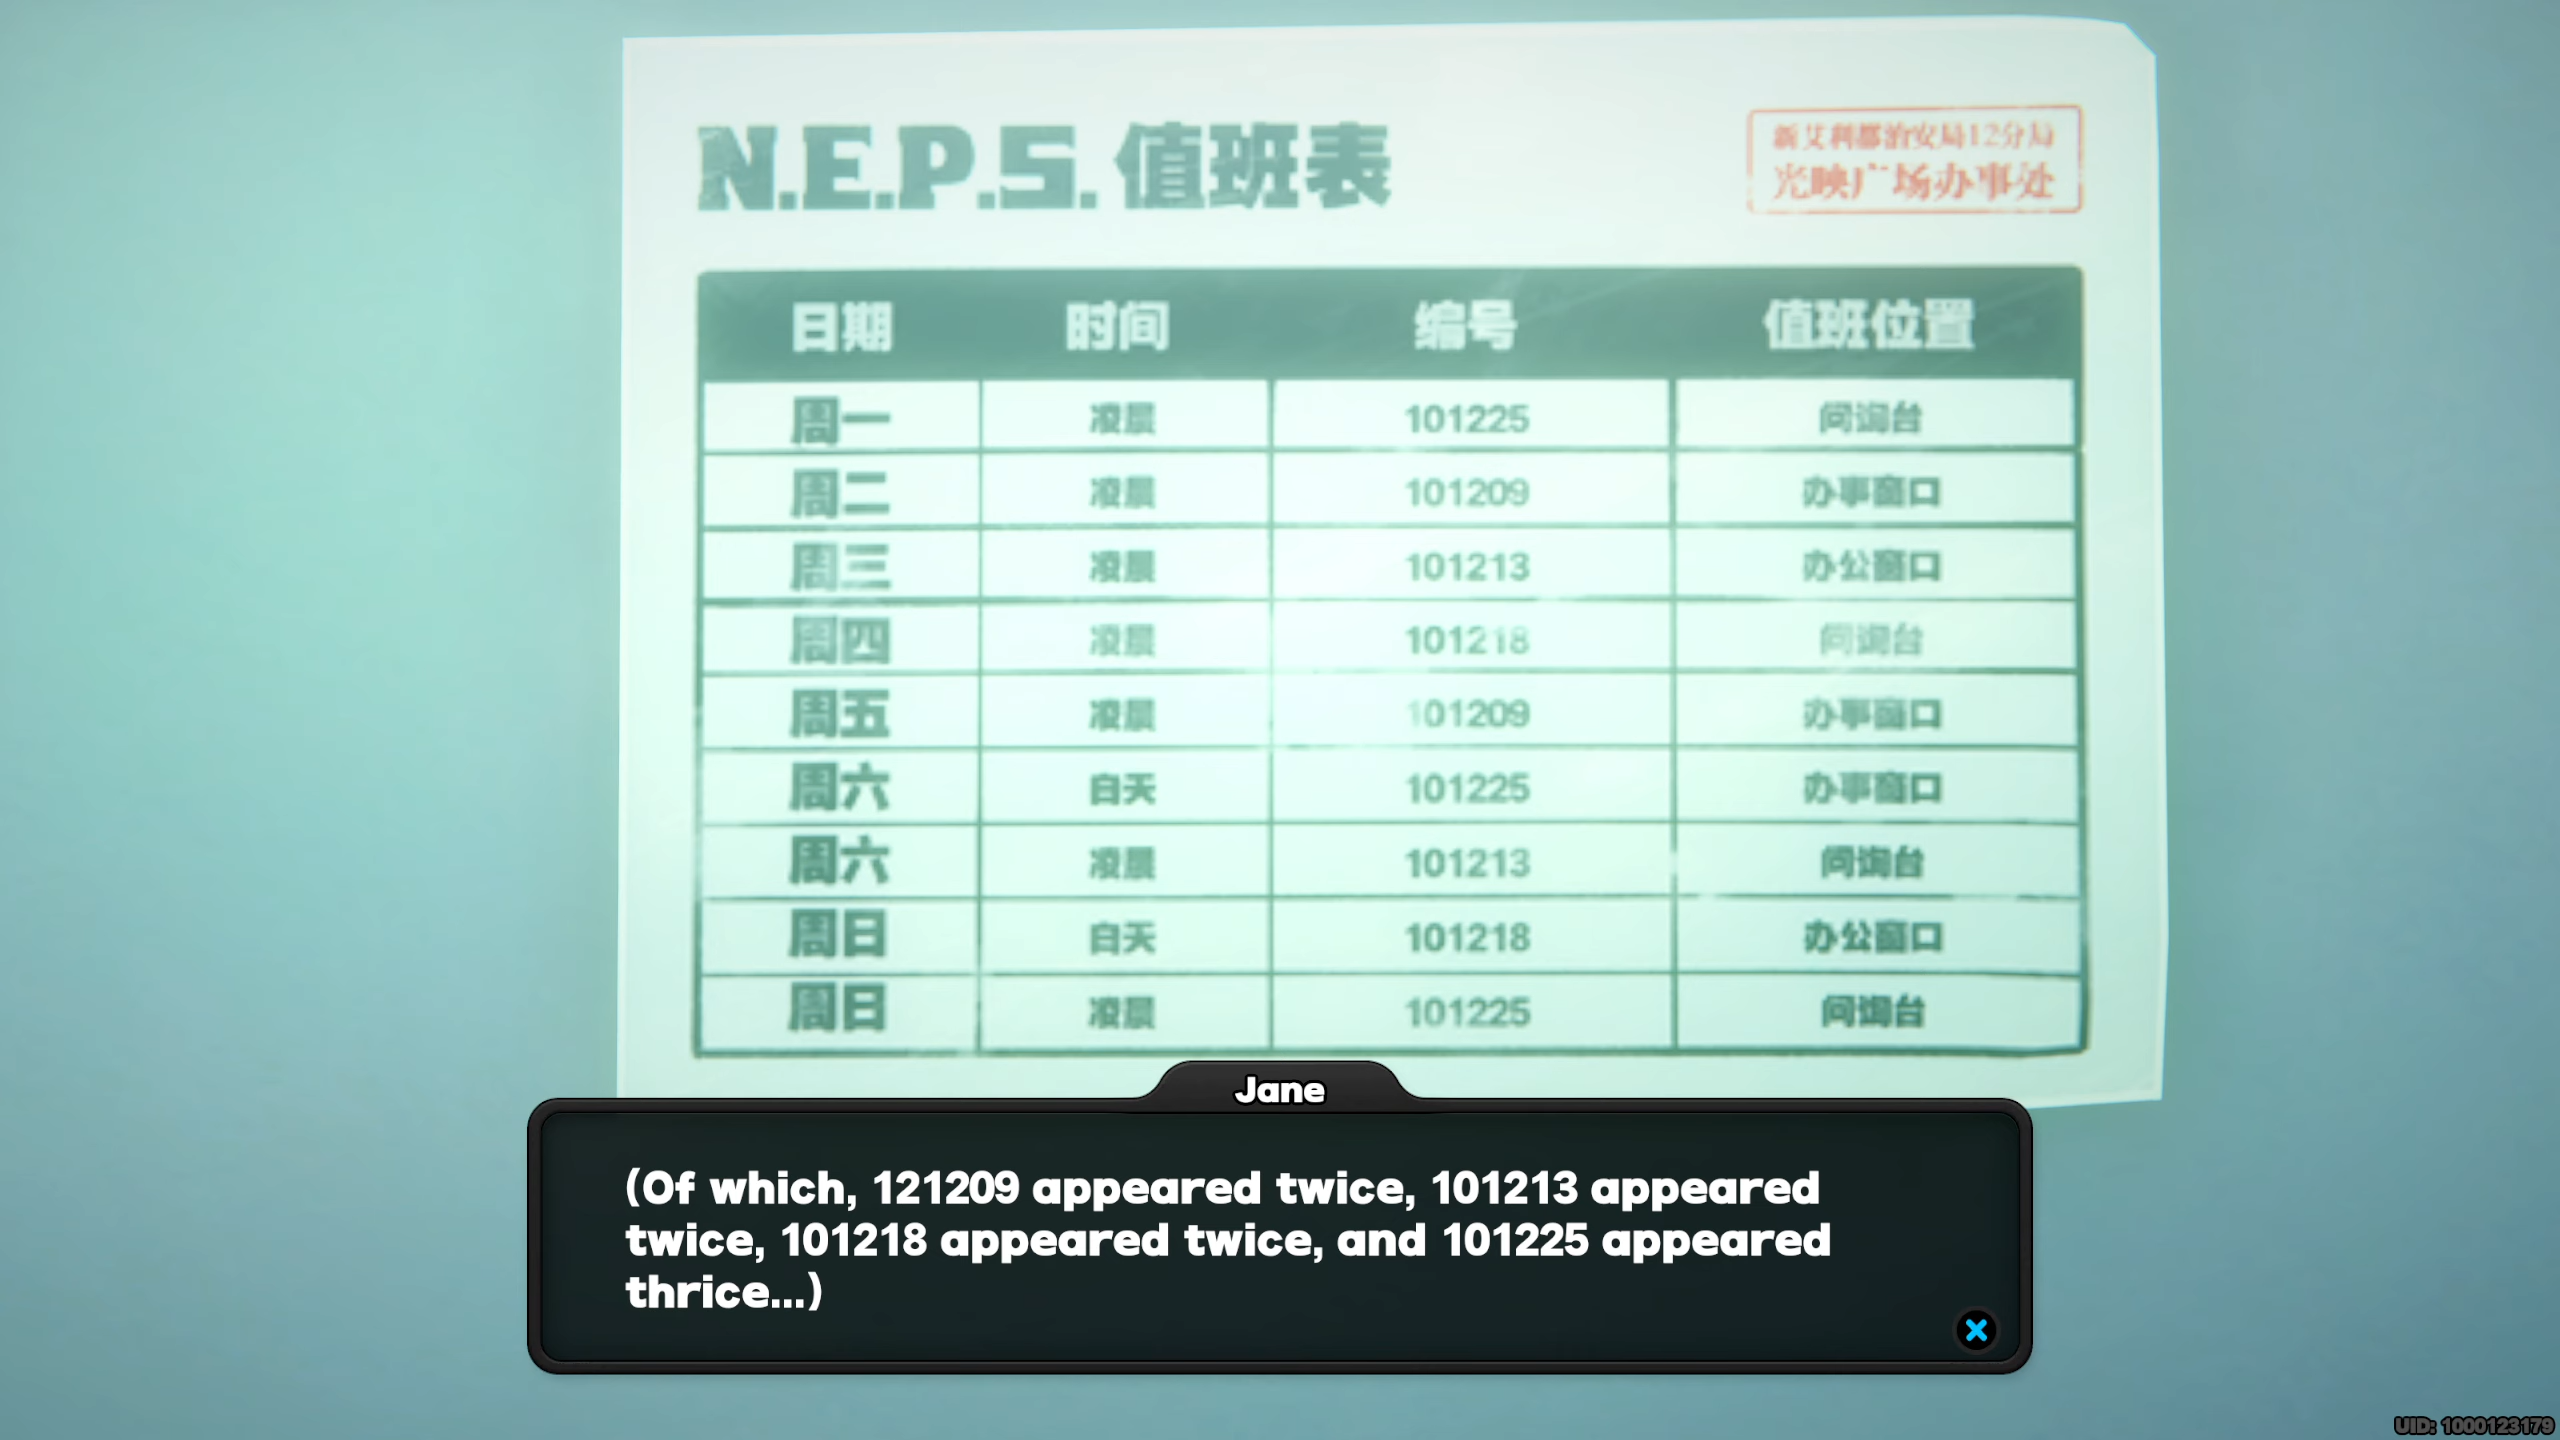 N.E.P.S. 值班表
新艾利都治安局12分局
光映广场办事处
日期 时间 编号 值班位置
周一 凌晨 101225 问询台
周二 凌晨 101209 办事窗口
周三 凌晨 101213 办公窗口
周四 凌晨 101218 问询台
周五 凌晨 101209 办事窗口
周六 白天 101225 办事窗口
周六 凌晨 101213 问询台
周日 白天 101218 办公窗口
周日 凌晨 101225 问询台
Jane
(Of which, 121209 appeared twice, 101213 appeared
twice, 101218 appeared twice, and 101225 appeared
thrice...)
UID: 1000123179